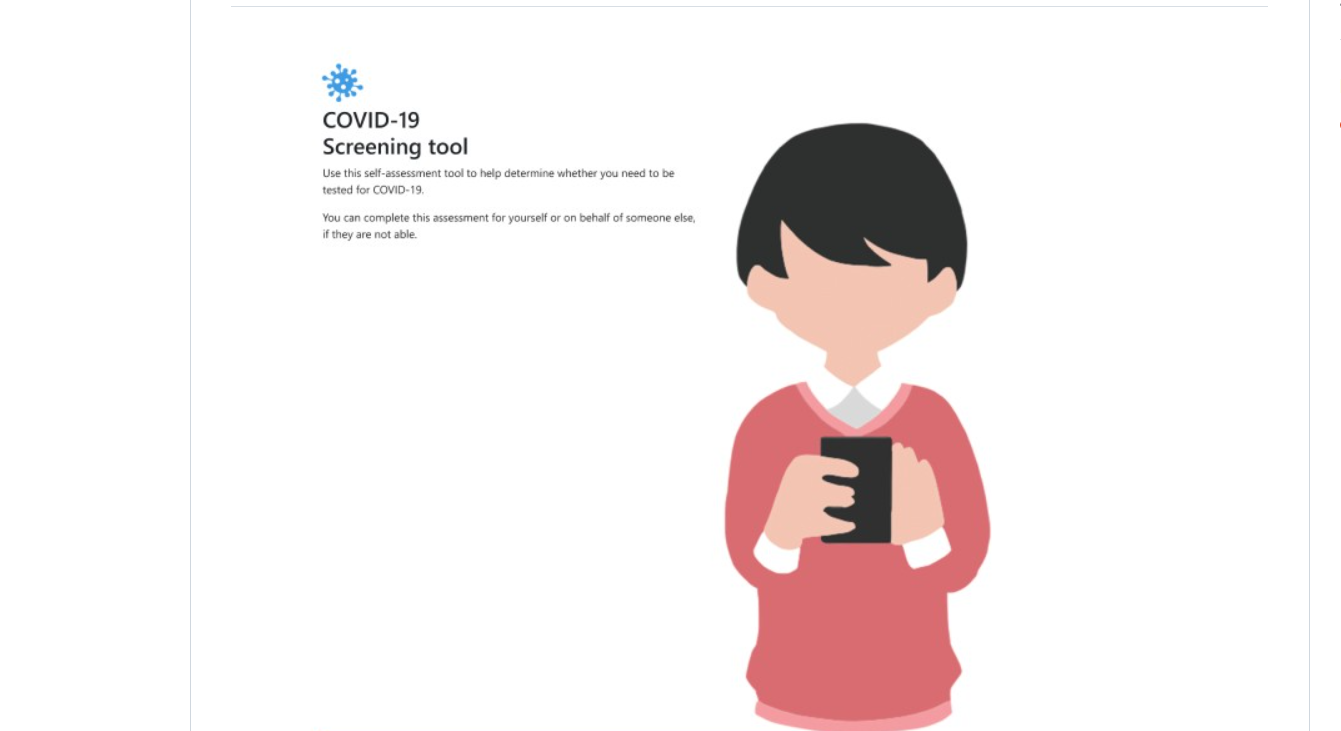 COVID-19
Screening tool
Use this self-assessment tool to help determine whether you need to be
tested for COVID-19.
You can complete this assessment for yourself or on behalf of someone else,
if they are not able.